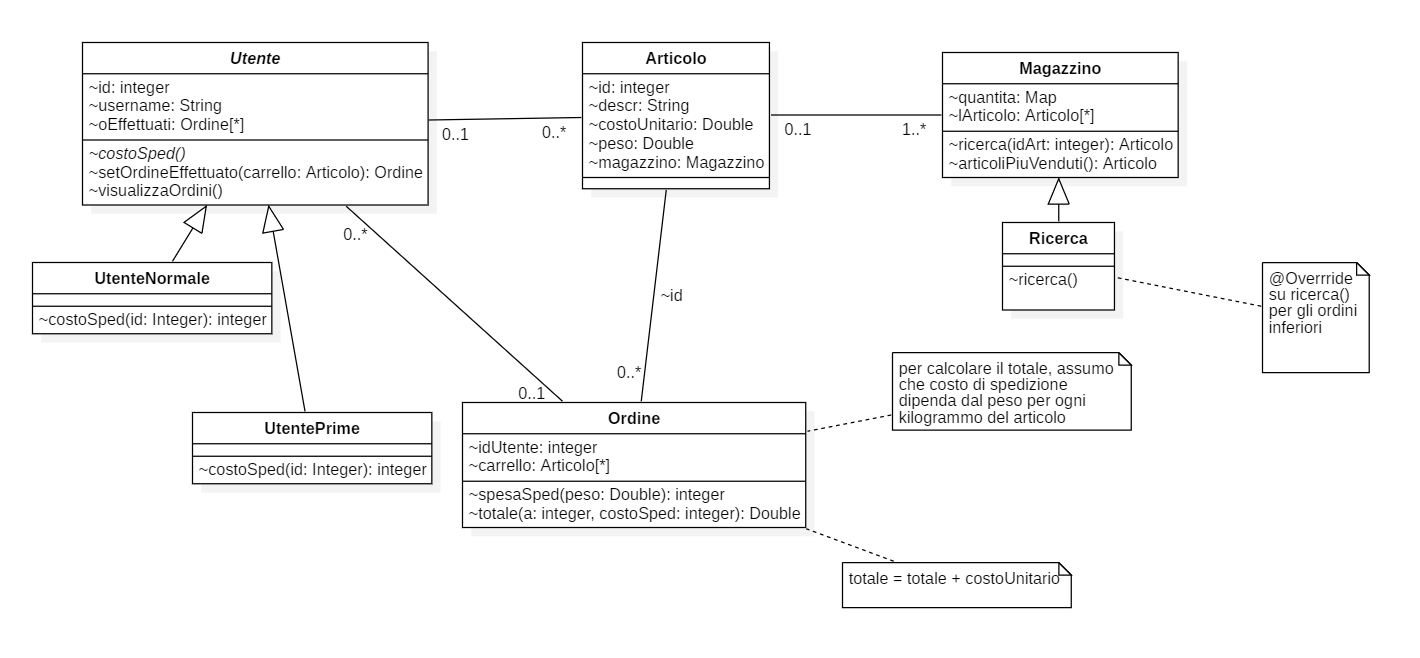 Utente
~id: integer
~username: String
~oEffettuati: Ordine[*]
~costoSped()
~setOrdineEffettuato(carrello: Articolo): Ordine
~visualizzaOrdini()
0..1
0..*
Articolo
~id: integer
~descr: String
~costoUnitario: Double
~peso: Double
~magazzino: Magazzino
0..1
1..*
Magazzino
~quantita: Map
~lArticolo: Articolo[*]
~ricerca(idArt: integer): Articolo
~articoliPiuVenduti(): Articolo
Ricerca
~ricerca()
@Overrride
su ricerca()
per gli ordini
inferiori
UtenteNormale
~costoSped(id: Integer): integer
0..*
~id
0..*
0..1
per calcolare il totale, assumo
che costo di spedizione
dipenda dal peso per ogni
kilogrammo del articolo
UtentePrime
~costoSped(id: Integer): integer
Ordine
~idUtente: integer
~carrello: Articolo[*]
~spesaSped(peso: Double): integer
~totale(a: integer, costoSped: integer): Double
totale = totale + costoUnitario